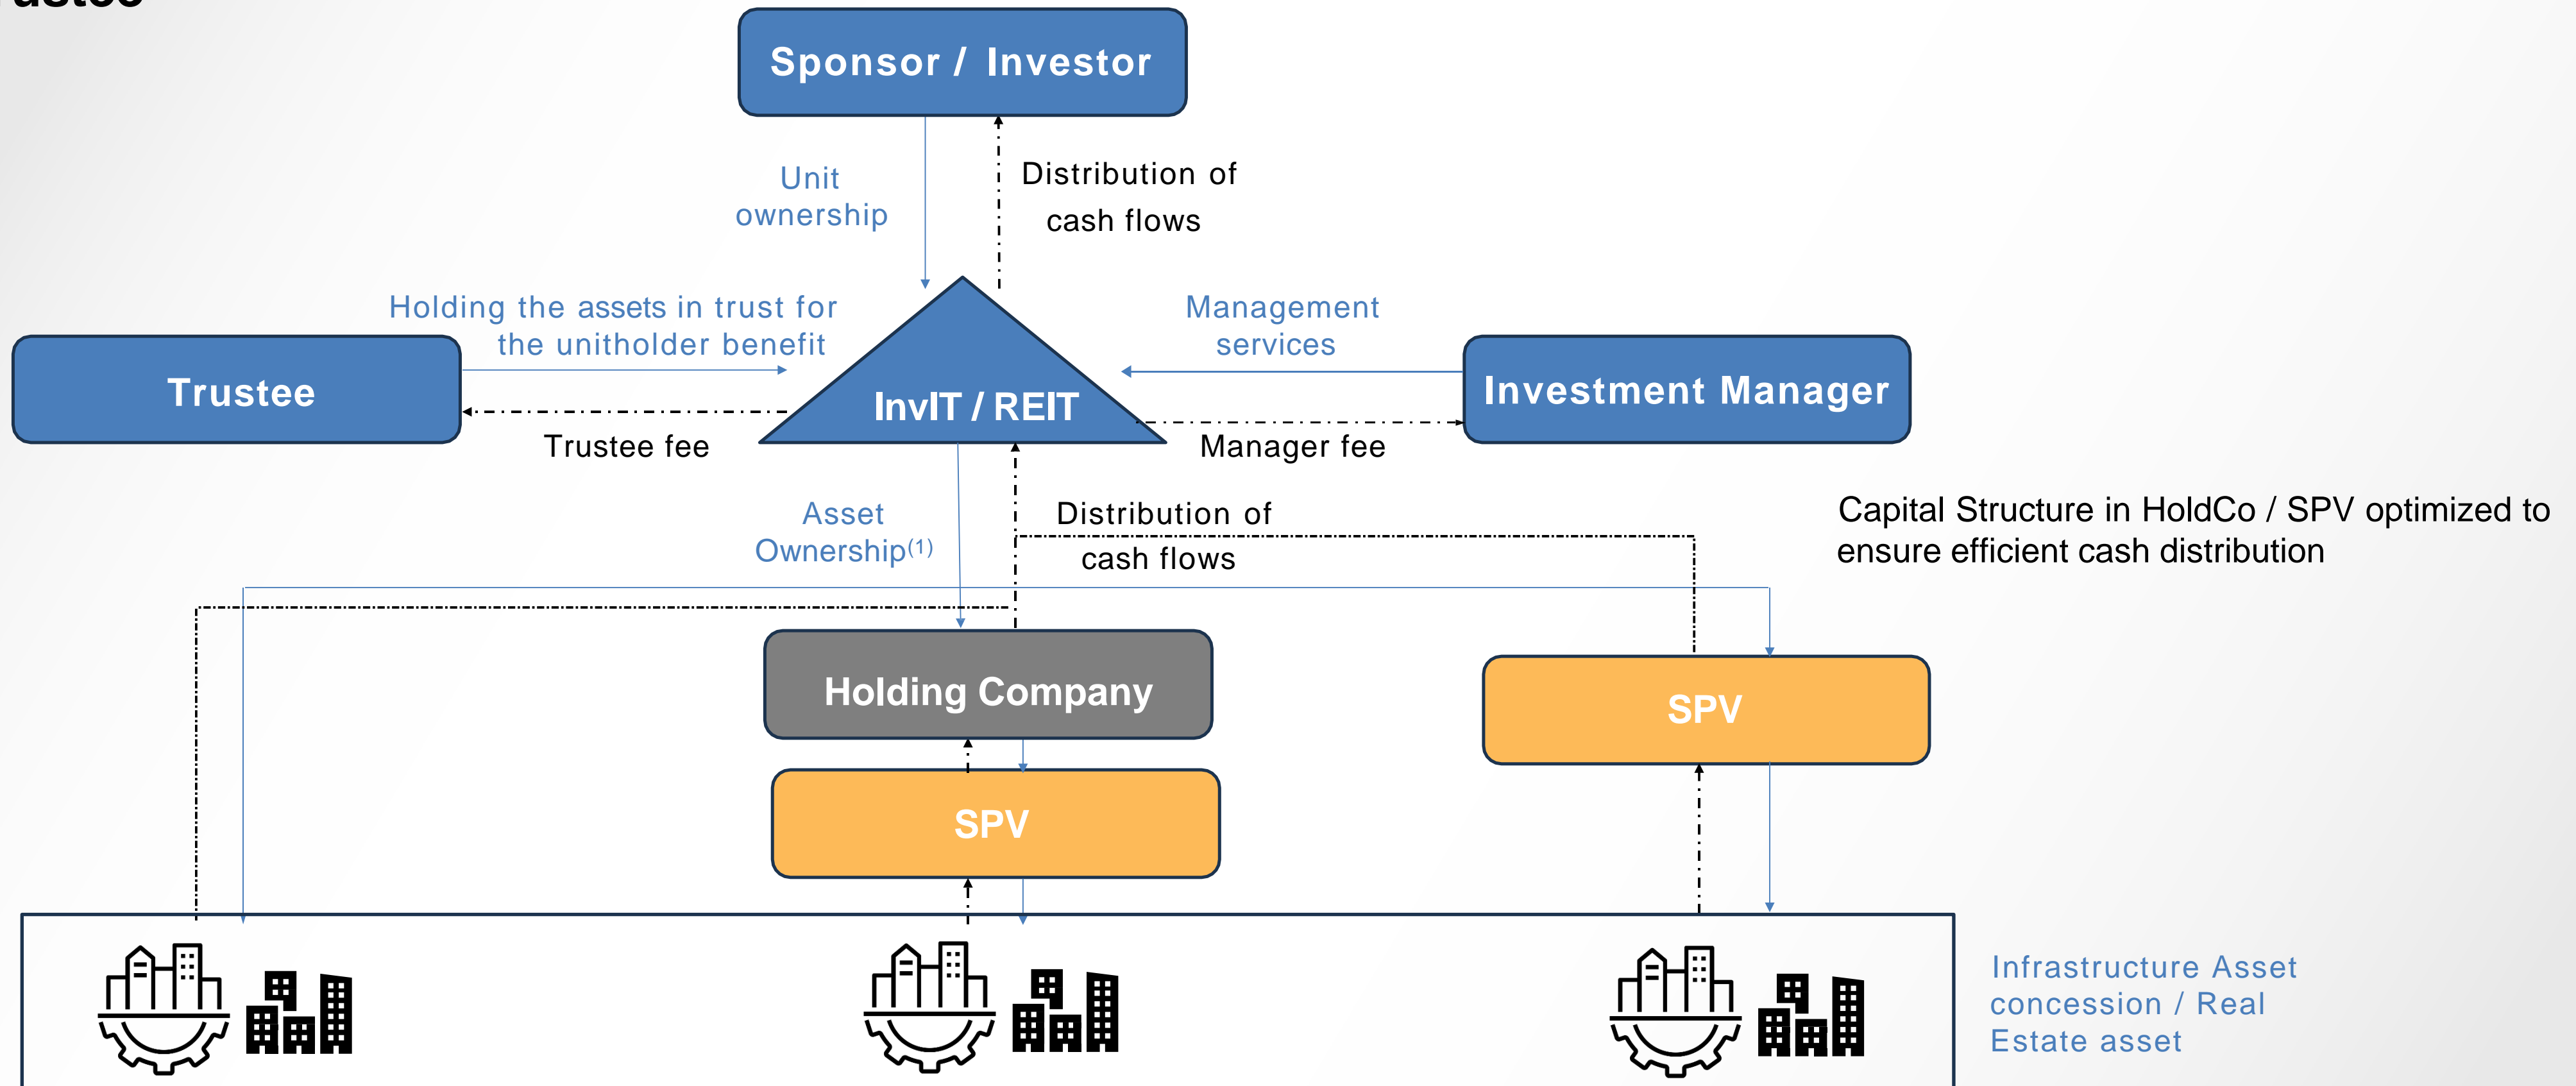 Sponsor / Investor
Unit
ownership
Distribution of
cash flows
Holding the assets in trust for
the unitholder benefit
Management
services
Trustee
InvIT / REIT
Investment Manager
Trustee fee
Manager fee
Asset
Ownership(1)
Distribution of
cash flows
Capital Structure in HoldCo / SPV optimized to
ensure efficient cash distribution
Holding Company
SPV
SPV
Infrastructure Asset
concession / Real
Estate asset